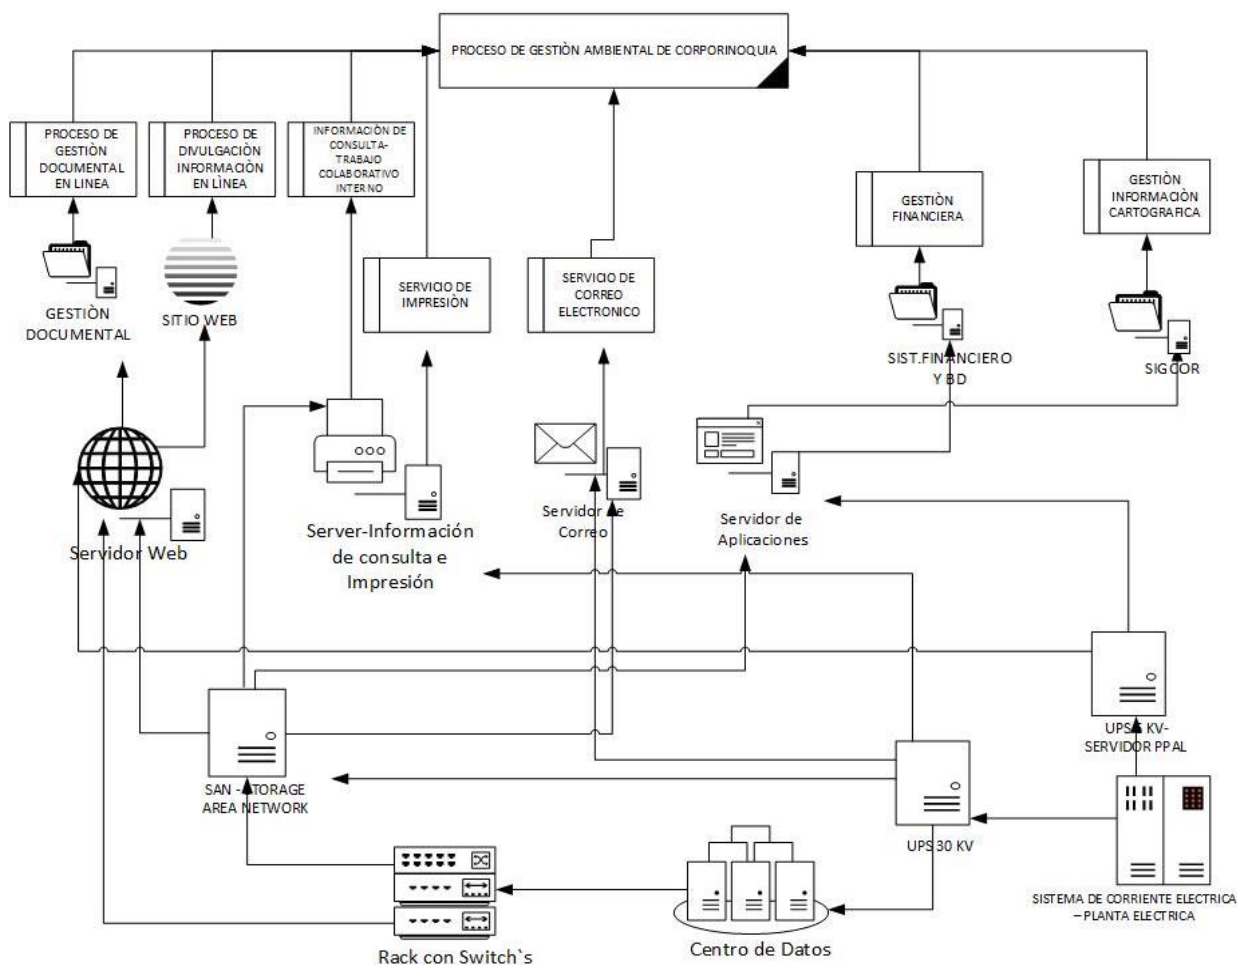 PROCESO DE GESTIÒN AMBIENTAL DE CORPORINOQUIA
PROCESO DE
GESTIÒN
DOCUMENTAL
EN LINEA
PROCESO DE
DIVULGACIÒN
INFORMACIÒN
EN LÌNEA
INFORMACIÒN DE
CONSULTA-
TRABAJO
COLABORATIVO
INTERNO
GESTIÒN
FINANCIERA
GESTIÒN
INFORMACIÒN
CARTOGRAFICA
SERVICIO DE
IMPRESIÒN
SERVICIO DE
CORREO
ELECTRONICO
GESTIÒN
DOCUMENTAL
SITIO WEB
SIST.FINANCIERO
Y BD
SIGCOR
Servidor Web
Server-Información
de consulta e
Impresión
Servidor de
Correo
Servidor de
Aplicaciones
SAN - STORAGE
AREA NETWORK
UPS 6 KV-
SERVIDOR PPAL
UPS 30 KV
SISTEMA DE CORRIENTE ELECTRICA
– PLANTA ELECTRICA
Centro de Datos
Rack con Switch`s